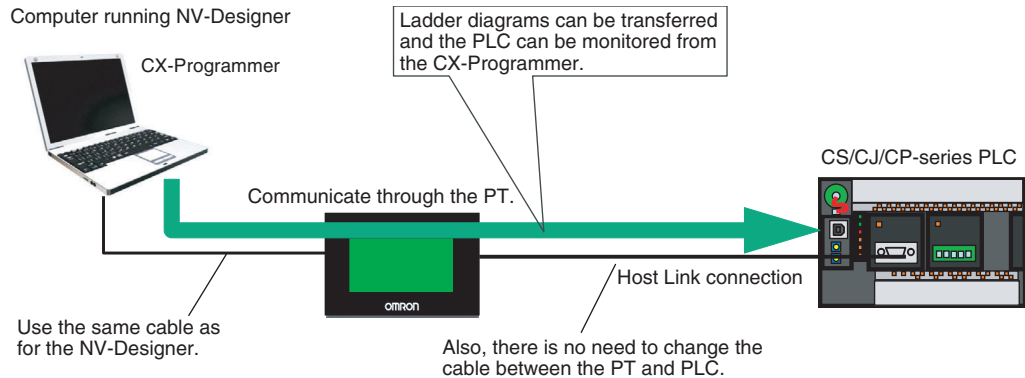 Computer running NV-Designer
CX-Programmer
Ladder diagrams can be transferred
and the PLC can be monitored from
the CX-Programmer.
CS/CJ/CP-series PLC
Communicate through the PT.
OMRON
Host Link connection
Use the same cable as
for the NV-Designer.
Also, there is no need to change the
cable between the PT and PLC.